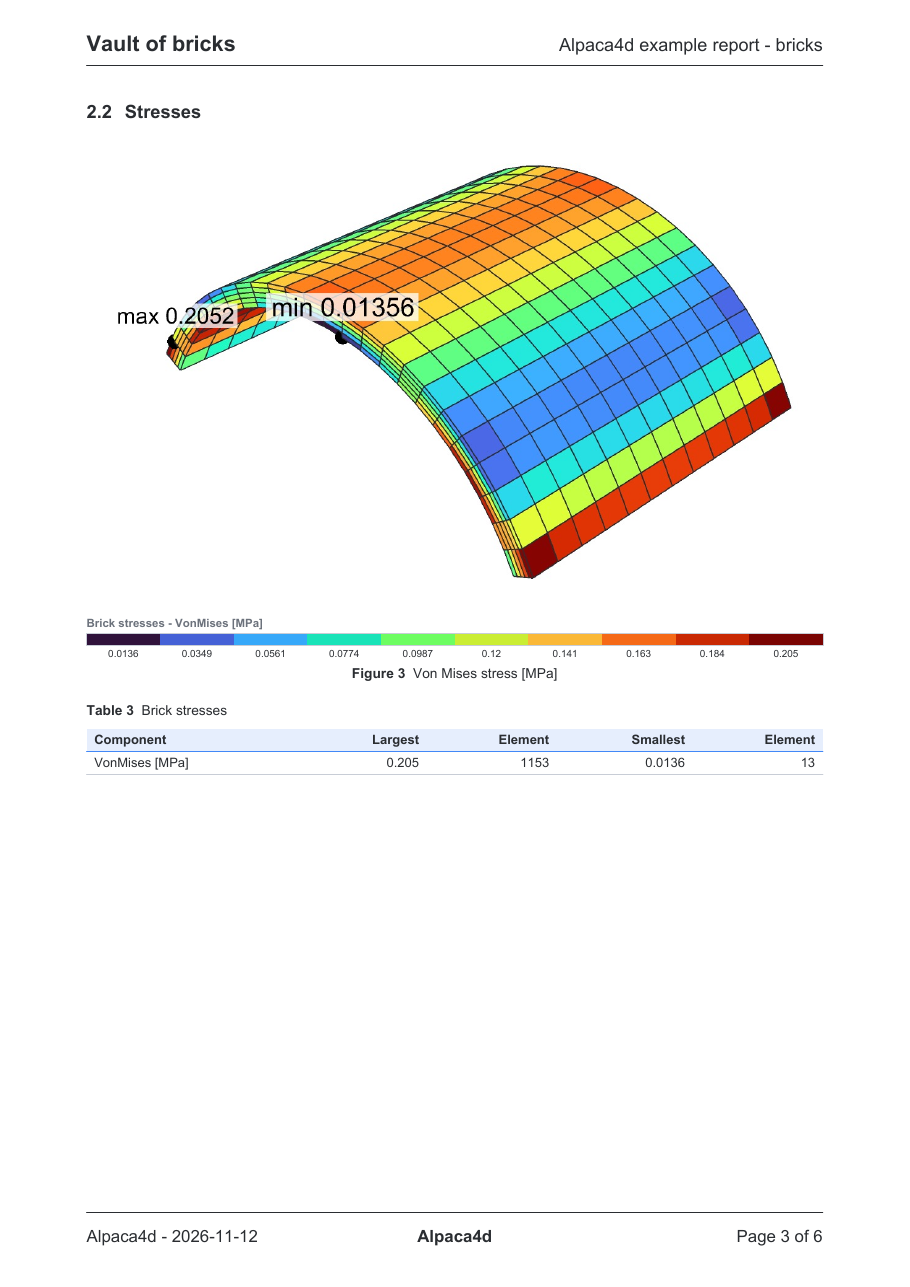 Vault of bricks Alpaca4d example report - bricks
2.2 Stresses
max 0.2052 min 0.01356
Brick stresses - VonMises [MPa]
0.0136 0.0349 0.0561 0.0774 0.0987 0.12 0.141 0.163 0.184 0.205
Figure 3 Von Mises stress [MPa]
Table 3 Brick stresses
Component Largest Element Smallest Element
VonMises [MPa] 0.205 1153 0.0136 13
Alpaca4d - 2026-11-12 Alpaca4d Page 3 of 6